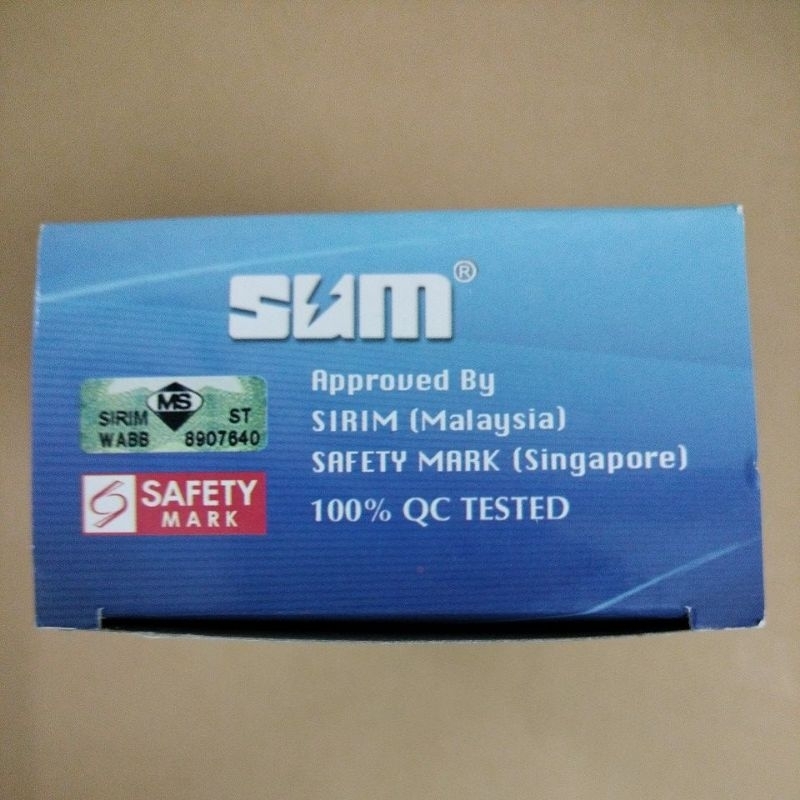 SUM®
Approved By
SIRIM (Malaysia)
SAFETY MARK (Singapore)
100% QC TESTED
MS
SIRIM ST
WABB 8907640
SAFETY
MARK